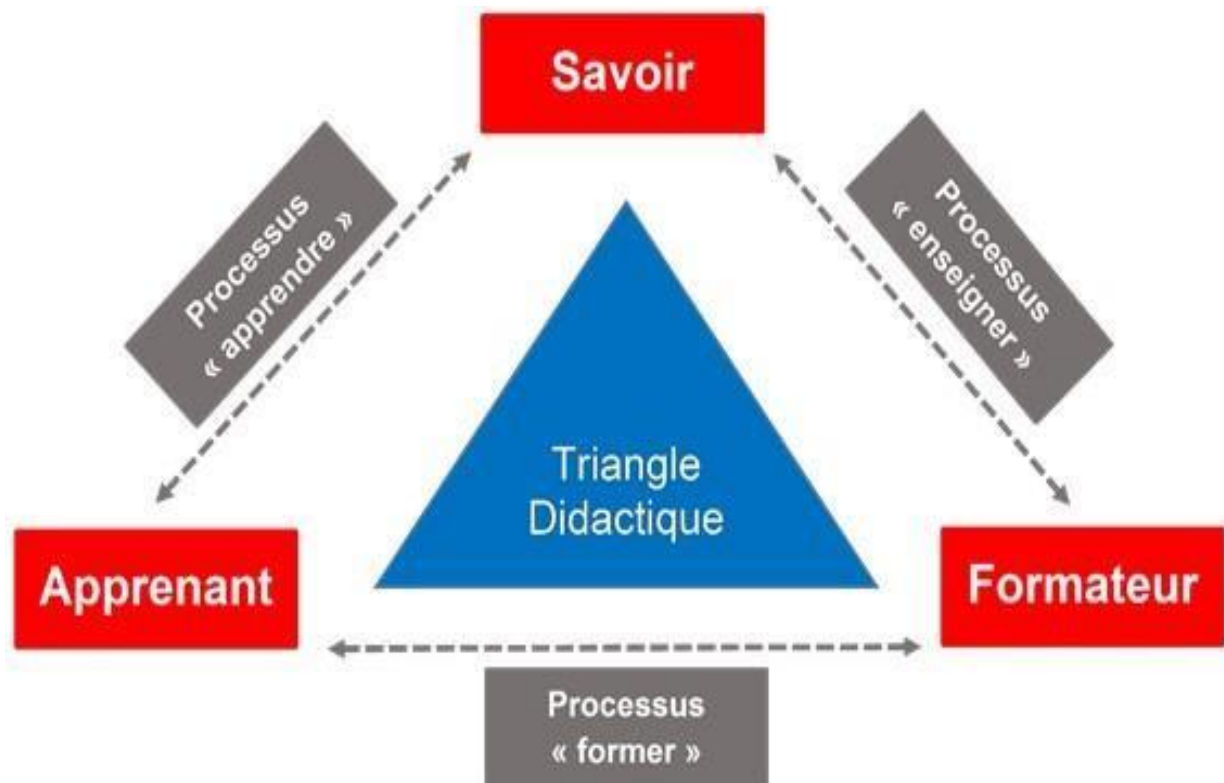 Savoir
Processus
« apprendre »
Processus
« enseigner »
Triangle
Didactique
Apprenant
Formateur
Processus
« former »